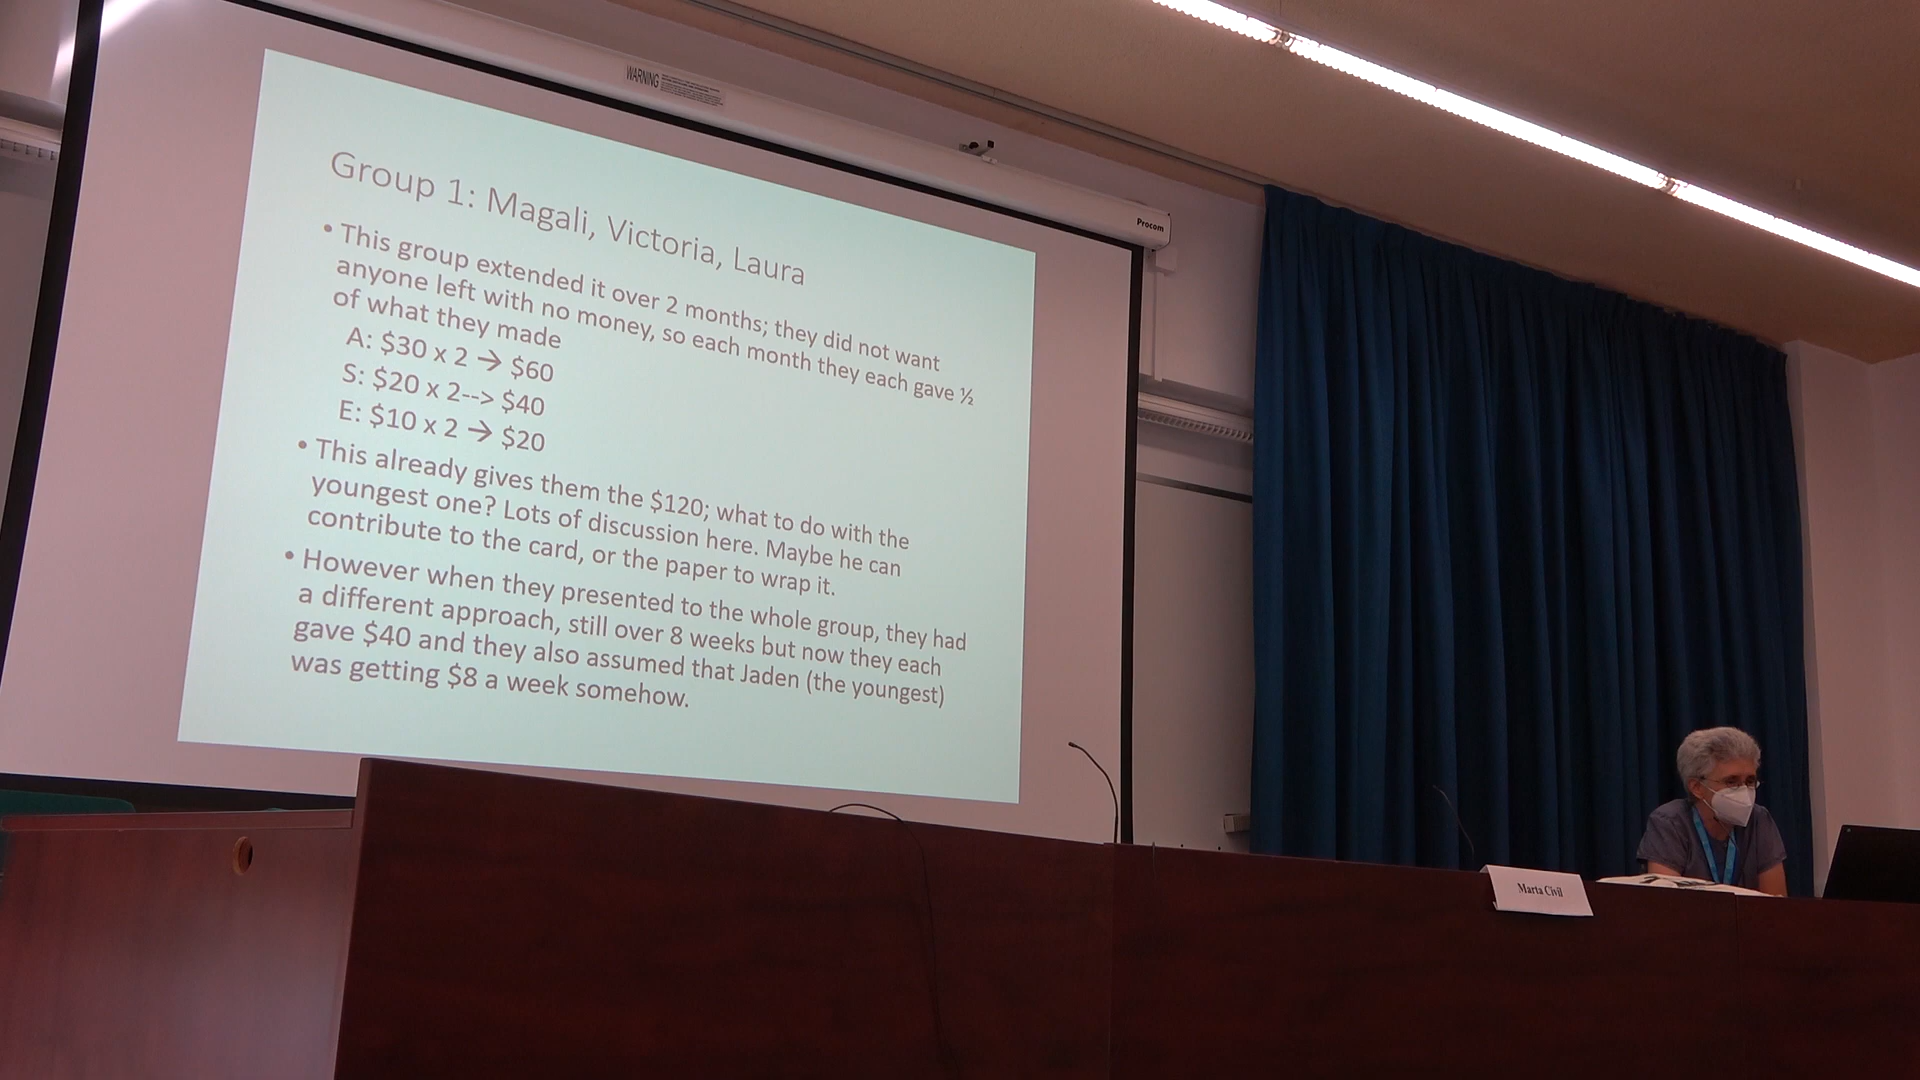 WARNING
Procom
Group 1: Magali, Victoria, Laura
• This group extended it over 2 months; they did not want
anyone left with no money, so each month they each gave ½
of what they made
A: $30 x 2 → $60
S: $20 x 2--> $40
E: $10 x 2 → $20
• This already gives them the $120; what to do with the
youngest one? Lots of discussion here. Maybe he can
contribute to the card, or the paper to wrap it.
• However when they presented to the whole group, they had
a different approach, still over 8 weeks but now they each
gave $40 and they also assumed that Jaden (the youngest)
was getting $8 a week somehow.
Marta Civil